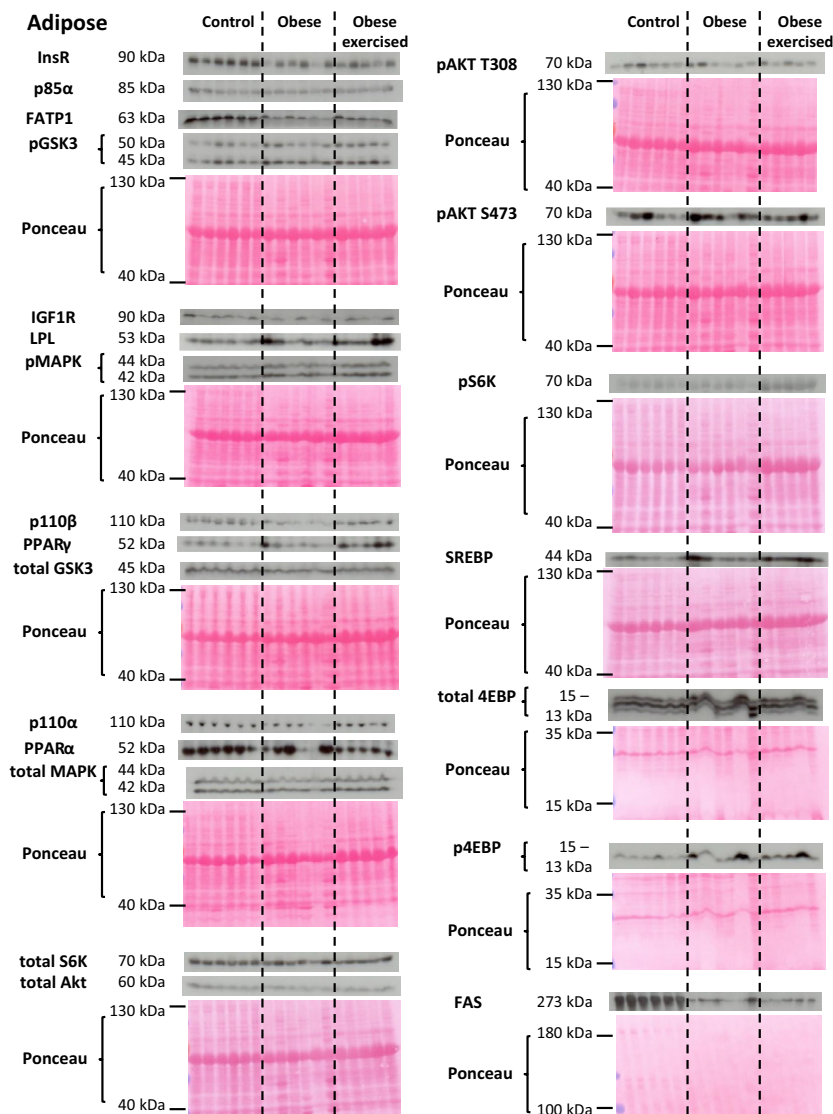 Adipose
Control
Obese
Obese
exercised
InsR 90 kDa
p85α 85 kDa
FATP1 63 kDa
pGSK3 50 kDa
45 kDa
130 kDa
Ponceau
40 kDa
IGF1R 90 kDa
LPL 53 kDa
pMAPK 44 kDa
42 kDa
130 kDa
Ponceau
40 kDa
p110β 110 kDa
PPARγ 52 kDa
total GSK3 45 kDa
130 kDa
Ponceau
40 kDa
p110α 110 kDa
PPARα 52 kDa
total MAPK 44 kDa
42 kDa
130 kDa
Ponceau
40 kDa
total S6K 70 kDa
total Akt 60 kDa
130 kDa
Ponceau
40 kDa
Control
Obese
Obese
exercised
pAKT T308 70 kDa
130 kDa
Ponceau
40 kDa
pAKT S473 70 kDa
130 kDa
Ponceau
40 kDa
pS6K 70 kDa
130 kDa
Ponceau
40 kDa
SREBP 44 kDa
130 kDa
Ponceau
40 kDa
total 4EBP 15 –
13 kDa
35 kDa
Ponceau
15 kDa
p4EBP 15 –
13 kDa
35 kDa
Ponceau
15 kDa
FAS 273 kDa
180 kDa
Ponceau
100 kDa